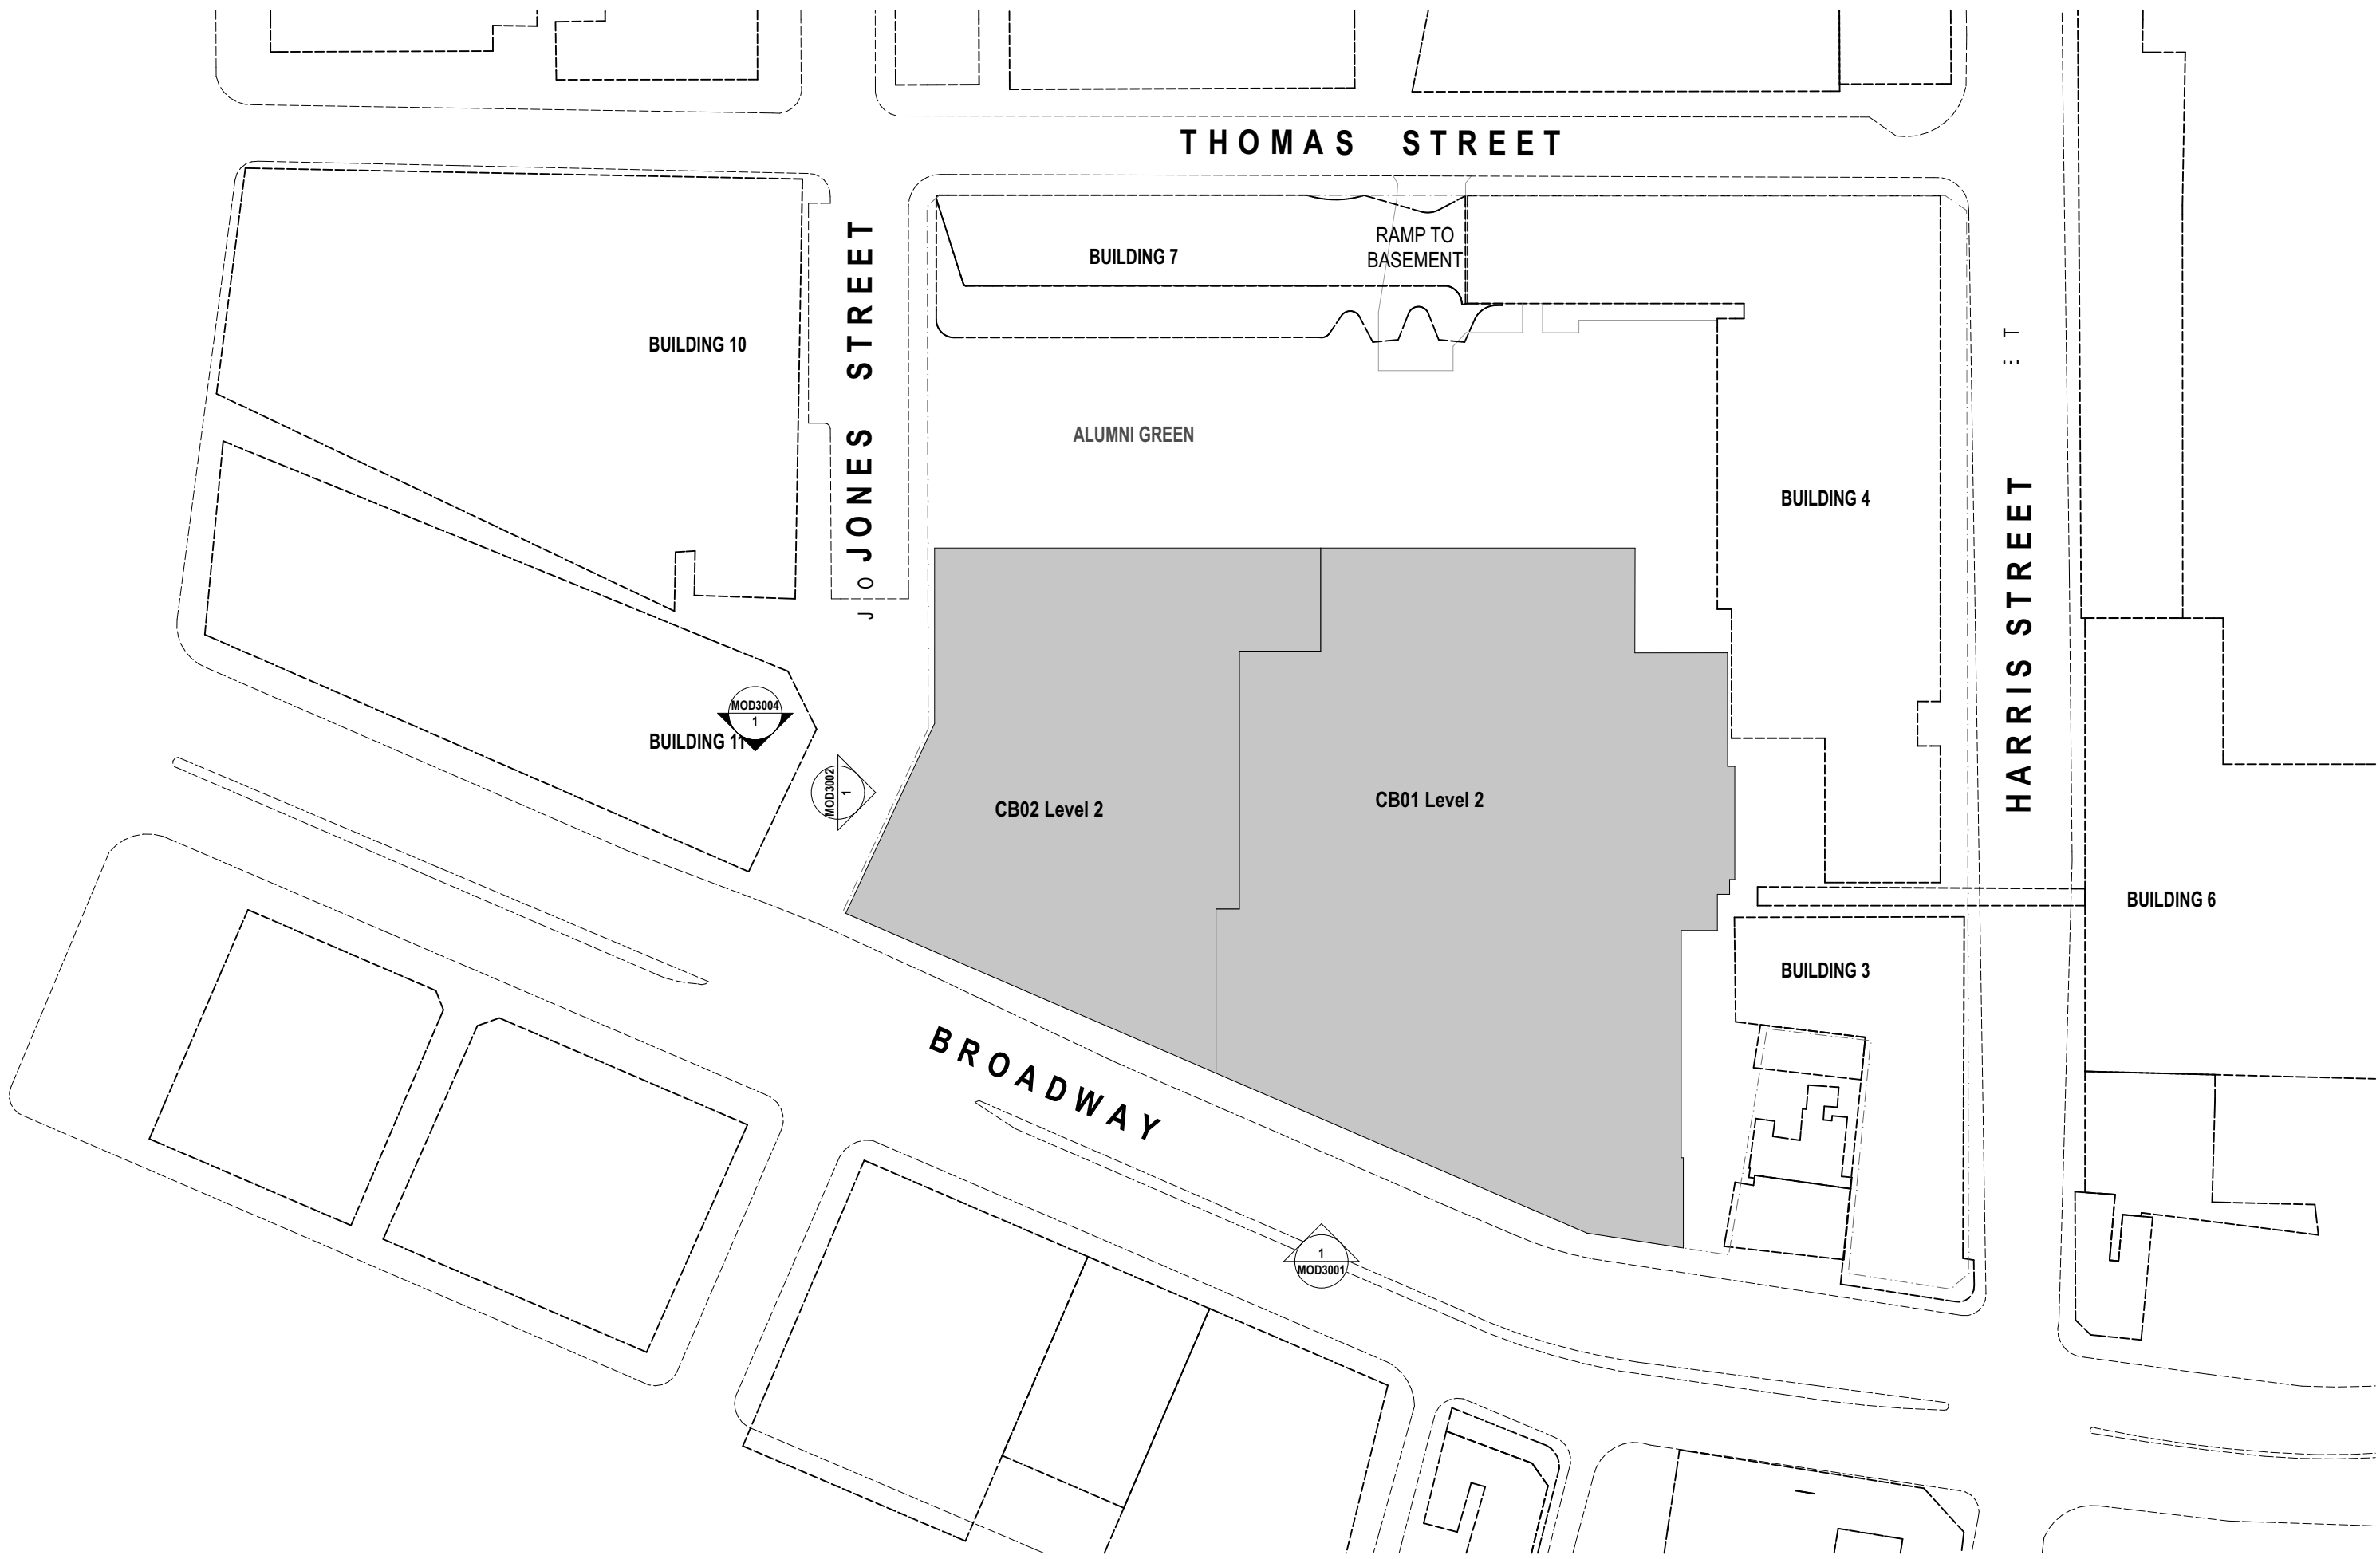 THOMAS STREET
RAMP TO
BASEMENT
BUILDING 7
BUILDING 10
JONES STREET
J O
E T
ALUMNI GREEN
BUILDING 4
HARRIS STREET
MOD3004
1
BUILDING 11
MOD3002
1
CB02 Level 2
CB01 Level 2
BUILDING 6
BUILDING 3
BROADWAY
1
MOD3001